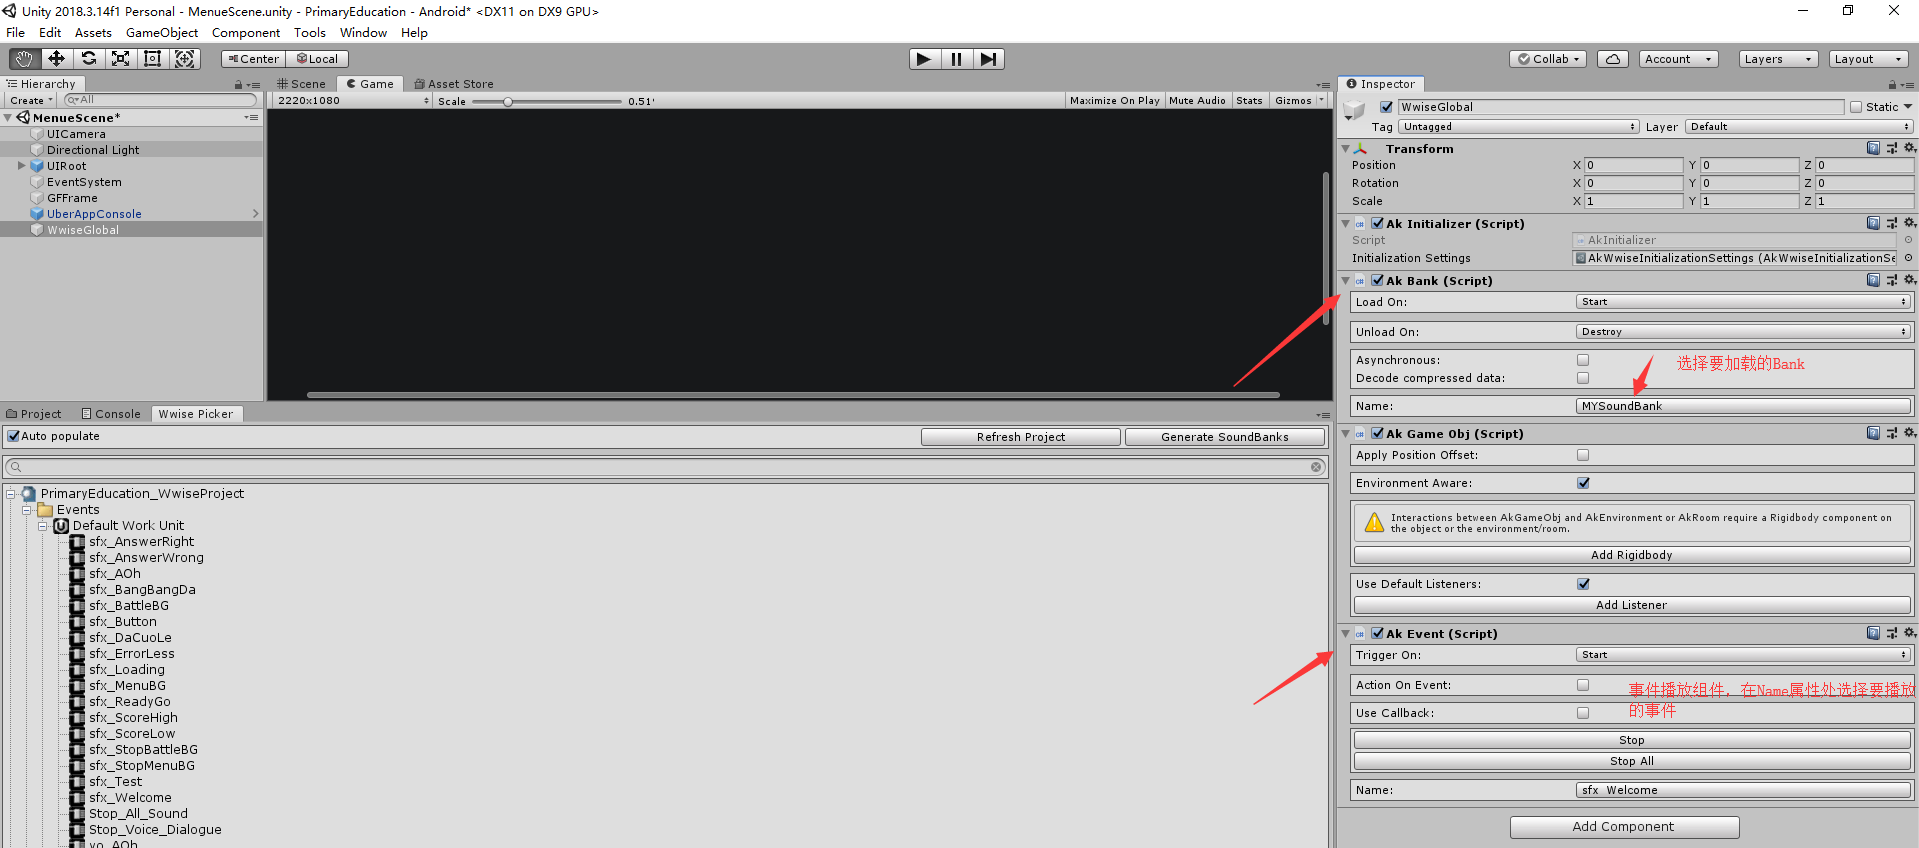 Unity 2018.3.14f1 Personal - MenueScene.unity - PrimaryEducation - Android* <DX11 on DX9 GPU>
File Edit Assets GameObject Component Tools Window Help
Center Local Collab Account Layers Layout
Hierarchy
Create All
MenueScene*
UICamera
Directional Light
UIRoot
EventSystem
GFFrame
UberAppConsole
WwiseGlobal
Scene Game Asset Store
2220x1080 Scale 0.51' Maximize On Play Mute Audio Stats Gizmos
Project Console Wwise Picker
Auto populate Refresh Project Generate SoundBanks
PrimaryEducation_WwiseProject
Events
Default Work Unit
sfx_AnswerRight
sfx_AnswerWrong
sfx_AOh
sfx_BangBangDa
sfx_BattleBG
sfx_Button
sfx_DaCuoLe
sfx_ErrorLess
sfx_Loading
sfx_MenuBG
sfx_ReadyGo
sfx_ScoreHigh
sfx_ScoreLow
sfx_StopBattleBG
sfx_StopMenuBG
sfx_Test
sfx_Welcome
Stop_All_Sound
Stop_Voice_Dialogue
vo_AOh
Inspector
WwiseGlobal Static
Tag Untagged Layer Default
Transform
Position X 0 Y 0 Z 0
Rotation X 0 Y 0 Z 0
Scale X 1 Y 1 Z 1
Ak Initializer (Script)
Script AkInitializer
Initialization Settings AkWwiseInitializationSettings (AkWwiseInitializationSe
Ak Bank (Script)
Load On: Start
Unload On: Destroy
Asynchronous:
选择要加载的Bank
Decode compressed data:
Name: MYSoundBank
Ak Game Obj (Script)
Apply Position Offset:
Environment Aware:
Interactions between AkGameObj and AkEnvironment or AkRoom require a Rigidbody component on
the object or the environment/room.
Add Rigidbody
Use Default Listeners:
Add Listener
Ak Event (Script)
Trigger On: Start
Action On Event:
事件播放组件，在Name属性处选择要播放
的事件
Use Callback:
Stop
Stop All
Name: sfx_Welcome
Add Component